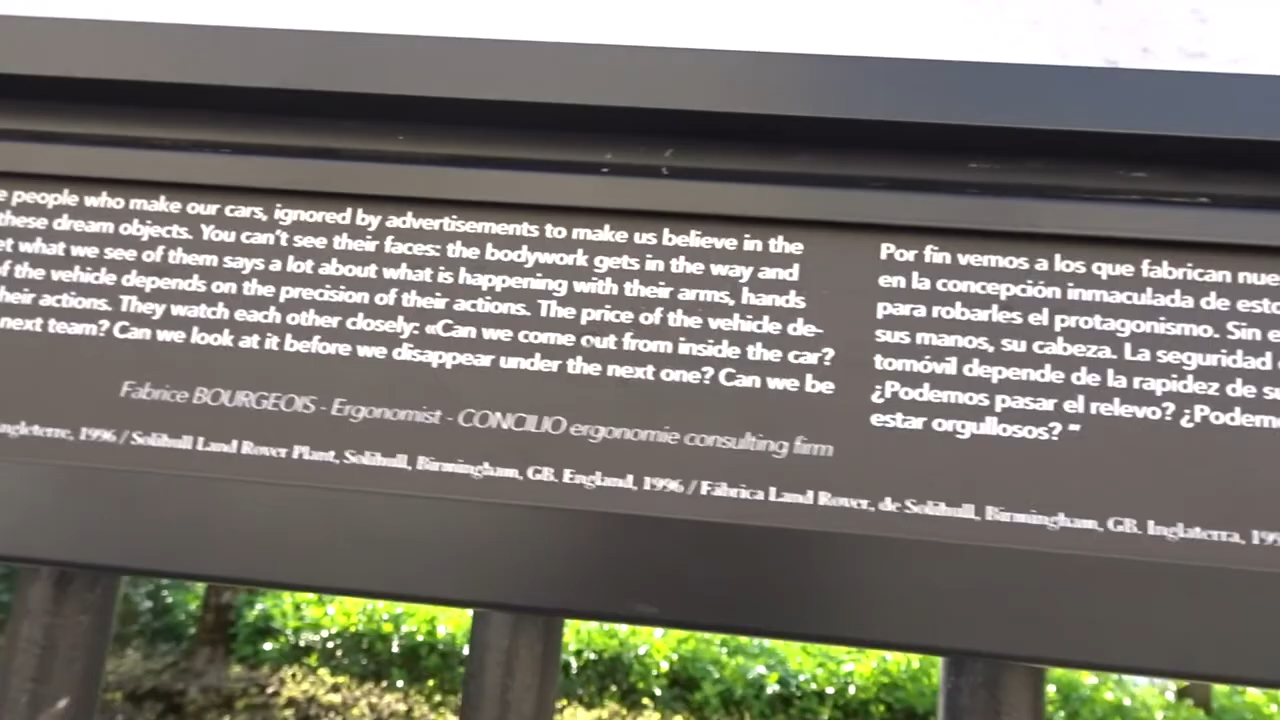 people who make our cars, ignored by advertisements to make us believe in the
these dream objects. You can't see their faces: the bodywork gets in the way and
what we see of them says a lot about what is happening with their arms, hands
of the vehicle depends on the precision of their actions. The price of the vehicle de-
their actions. They watch each other closely: «Can we come out from inside the car?
next team? Can we look at it before we disappear under the next one? Can we be
Fabrice BOURGEOIS - Ergonomist - CONCILIO ergonomie consulting firm
Por fin vemos a los que fabrican
en la concepción inmaculada de
para robarles el protagonismo. Sin
sus manos, su cabeza. La seguridad
tomóvil depende de la rapidez de
¿Podemos pasar el relevo?
estar orgullosos? "
1996 / Solihull Land Rover Plant, Solihull, Birmingham, GB. England, 1996 / Fàbrica Land Rover, de Solihull, Birmingham, GB. Inglaterra,